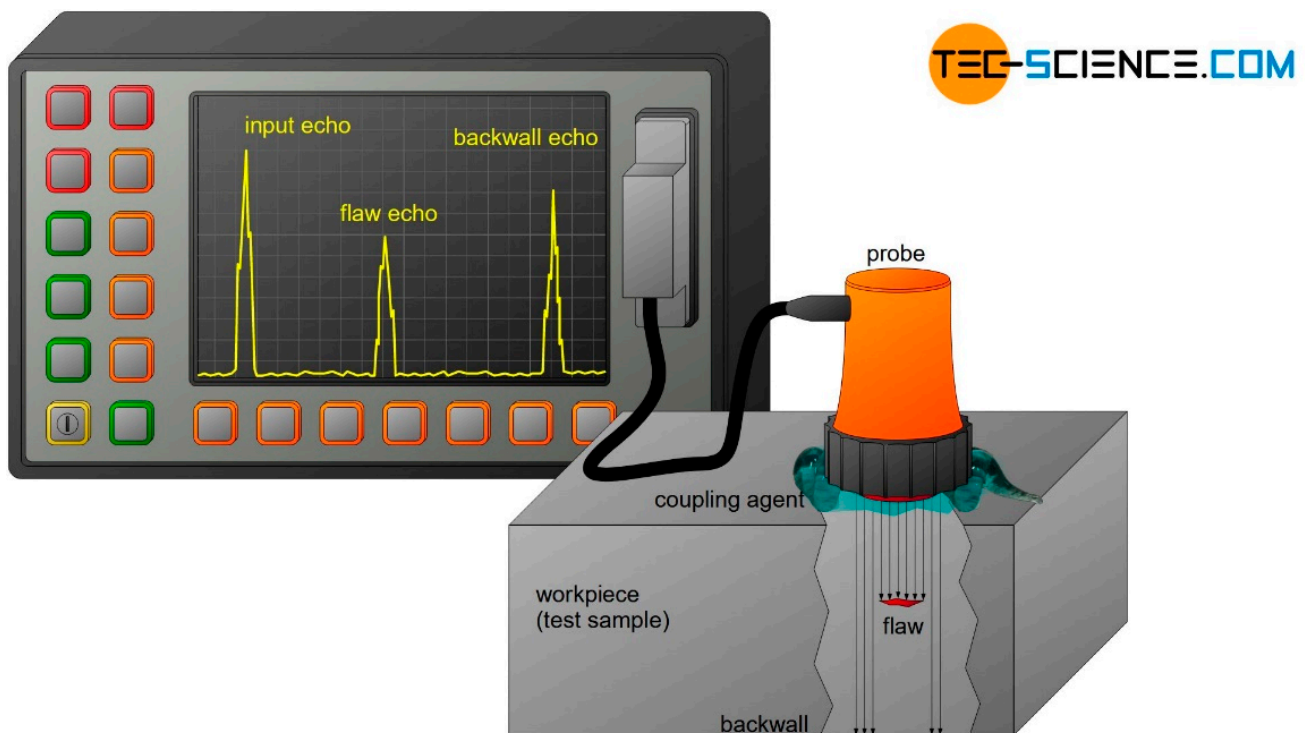 TEC-SCIENCE.COM
input echo
backwall echo
flaw echo
probe
coupling agent
workpiece
(test sample)
flaw
backwall